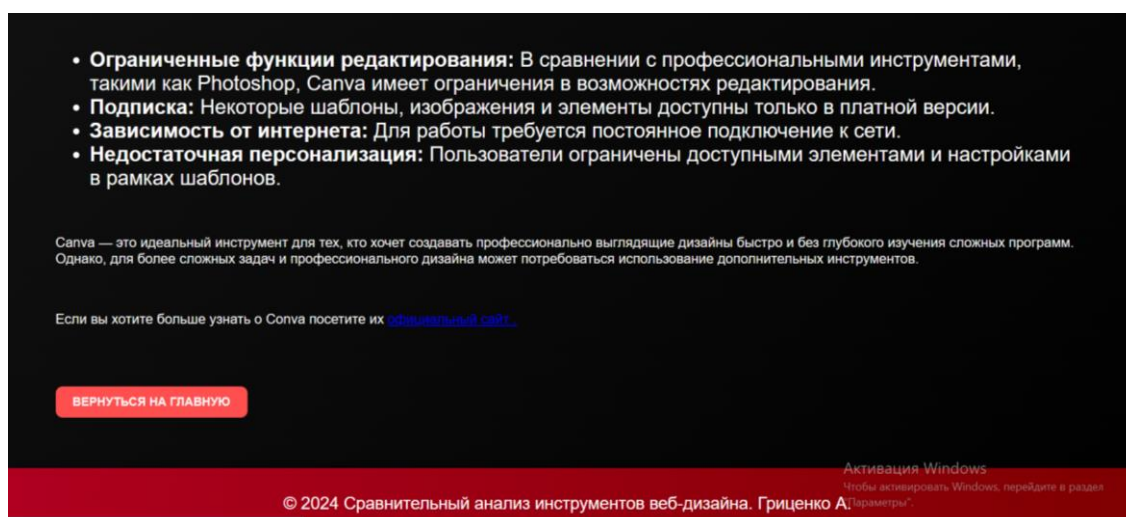 • Ограниченные функции редактирования: В сравнении с профессиональными инструментами,
такими как Photoshop, Canva имеет ограничения в возможностях редактирования.
• Подписка: Некоторые шаблоны, изображения и элементы доступны только в платной версии.
• Зависимость от интернета: Для работы требуется постоянное подключение к сети.
• Недостаточная персонализация: Пользователи ограничены доступными элементами и настройками
в рамках шаблонов.
Canva — это идеальный инструмент для тех, кто хочет создавать профессионально выглядящие дизайны быстро и без глубокого изучения сложных программ.
Однако, для более сложных задач и профессионального дизайна может потребоваться использование дополнительных инструментов.
Если вы хотите больше узнать о Conva посетите их официальный сайт .
ВЕРНУТЬСЯ НА ГЛАВНУЮ
Активация Windows
Чтобы активировать Windows, перейдите в раздел
"Параметры".
© 2024 Сравнительный анализ инструментов веб-дизайна. Гриценко А.